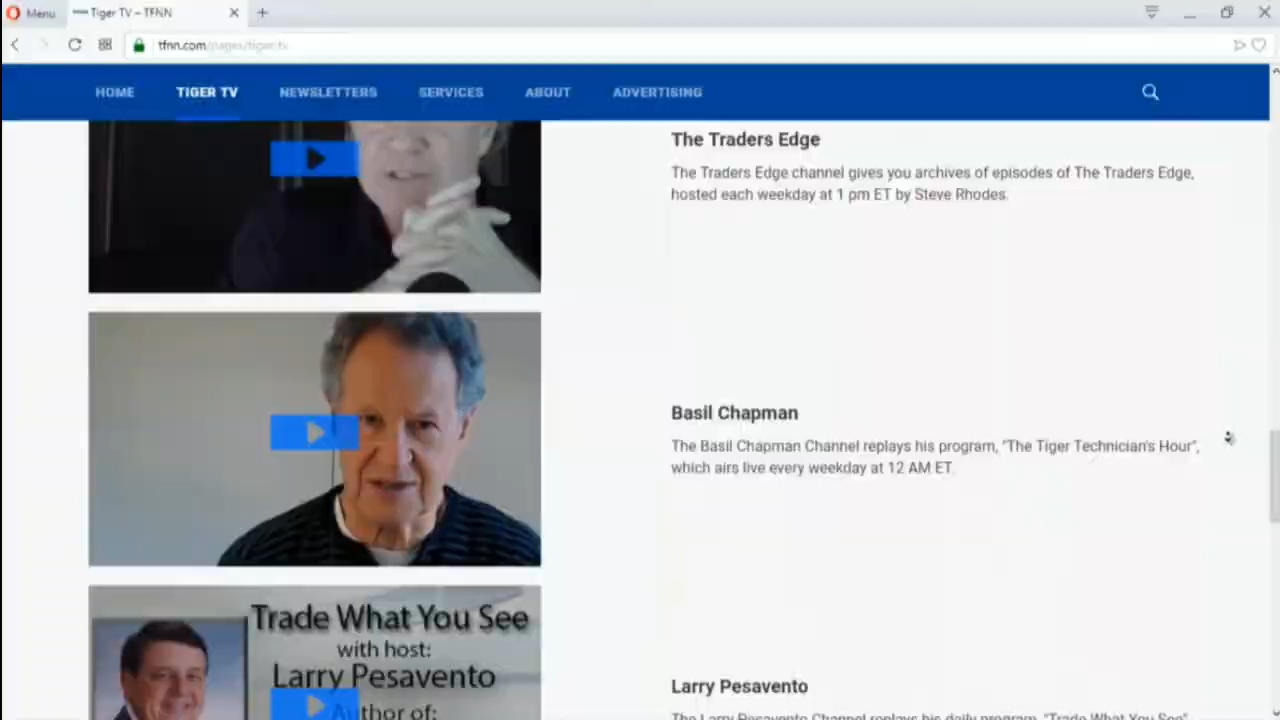 Menu
Tiger TV – TFNN
tfnn.com/pages/tiger-tv
HOME
TIGER TV
NEWSLETTERS
SERVICES
ABOUT
ADVERTISING
The Traders Edge
The Traders Edge channel gives you archives of episodes of The Traders Edge,
hosted each weekday at 1 pm ET by Steve Rhodes.
Basil Chapman
The Basil Chapman Channel replays his program, "The Tiger Technician's Hour",
which airs live every weekday at 12 AM ET.
Trade What You See
with host:
Larry Pesavento
Author of:
Larry Pesavento
The Larry Pesavento Channel replays his daily program, "Trade What You See"